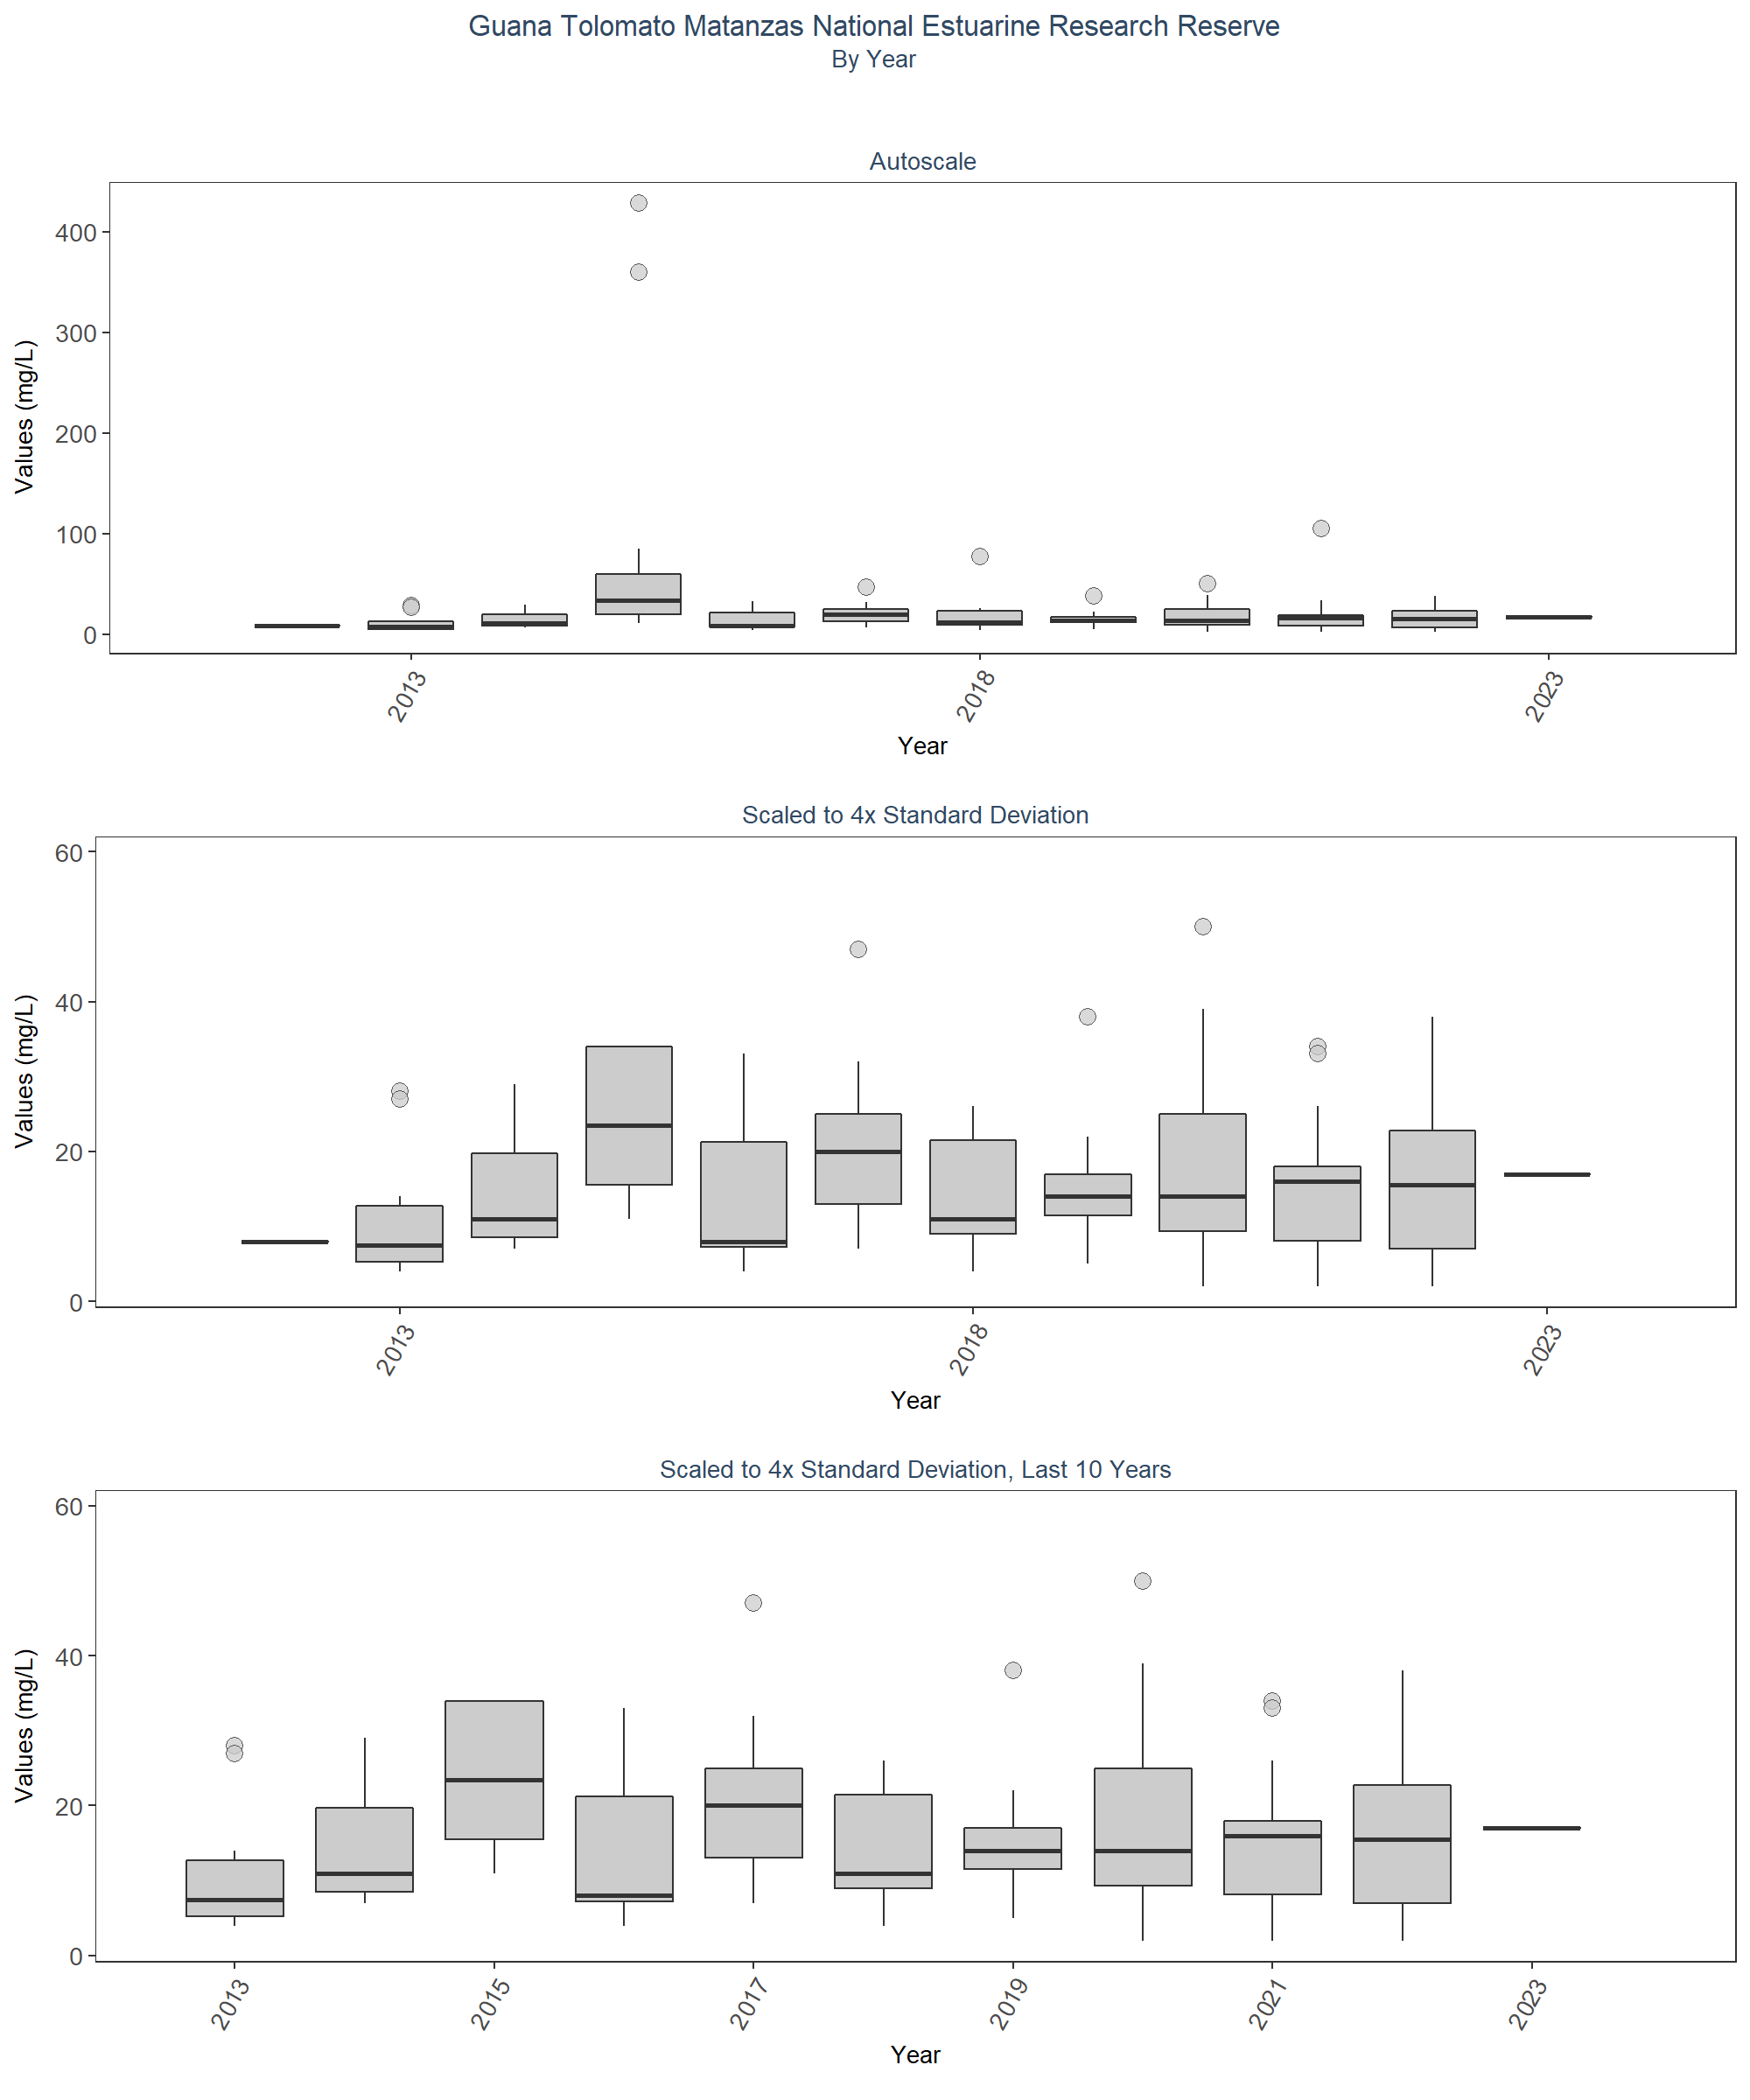 Guana Tolomato Matanzas National Estuarine Research Reserve
By Year
Autoscale
Values (mg/L)
400
300
200
100
0
2013
2018
2023
Year
Scaled to 4x Standard Deviation
Values (mg/L)
60
40
20
0
2013
2018
2023
Year
Scaled to 4x Standard Deviation, Last 10 Years
Values (mg/L)
60
40
20
0
2013
2015
2017
2019
2021
2023
Year